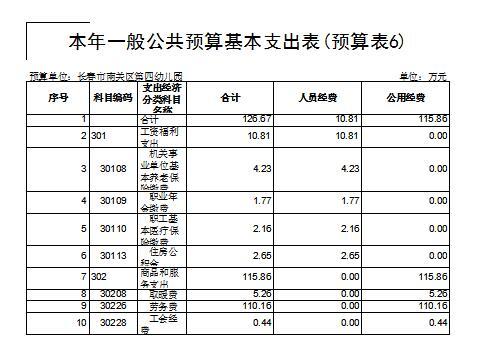 本年一般公共预算基本支出表(预算表6)
预算单位：长春市南关区第四幼儿园 单位：万元
序号 科目编码 支出经济分类科目名称 合计 人员经费 公用经费
1 合计 126.67 10.81 115.86
2 301 工资福利支出 10.81 10.81 0.00
3 30108 机关事业单位基本养老保险缴费 4.23 4.23 0.00
4 30109 职业年金缴费 1.77 1.77 0.00
5 30110 职工基本医疗保险缴费 2.16 2.16 0.00
6 30113 住房公积金 2.65 2.65 0.00
7 302 商品和服务支出 115.86 0.00 115.86
8 30208 取暖费 5.26 0.00 5.26
9 30226 劳务费 110.16 0.00 110.16
10 30228 工会经费 0.44 0.00 0.44